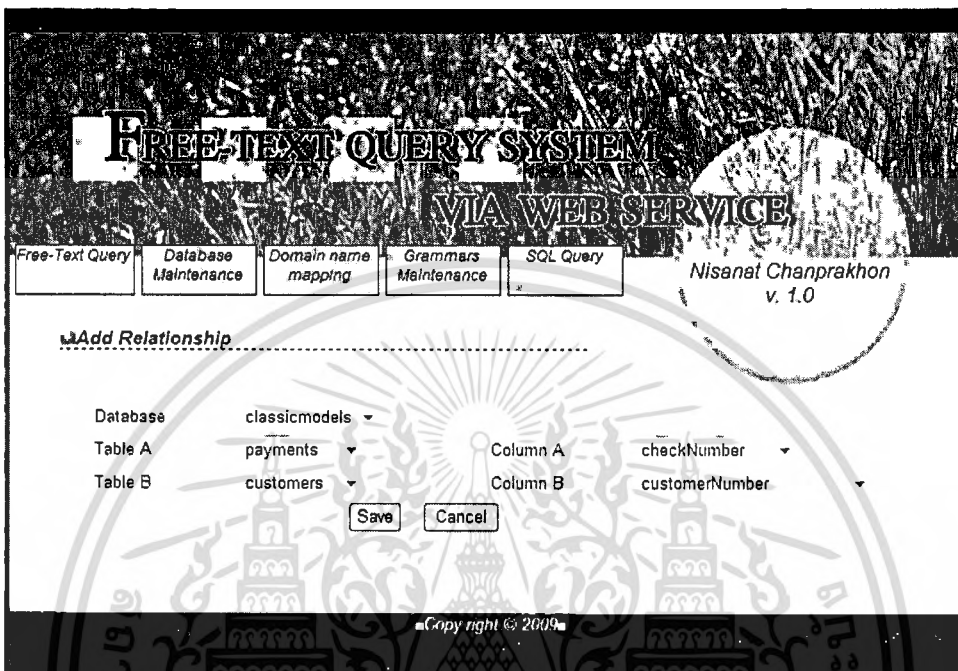 FREE-TEXT QUERY SYSTEM
VIA WEB SERVICE
Free-Text Query Database Maintenance Domain name mapping Grammars Maintenance SQL Query
Nisanat Chanprakhon
v. 1.0
Add Relationship
Database classicmodels
Table A payments Column A checkNumber
Table B customers Column B customerNumber
Save Cancel
Copy right © 2009